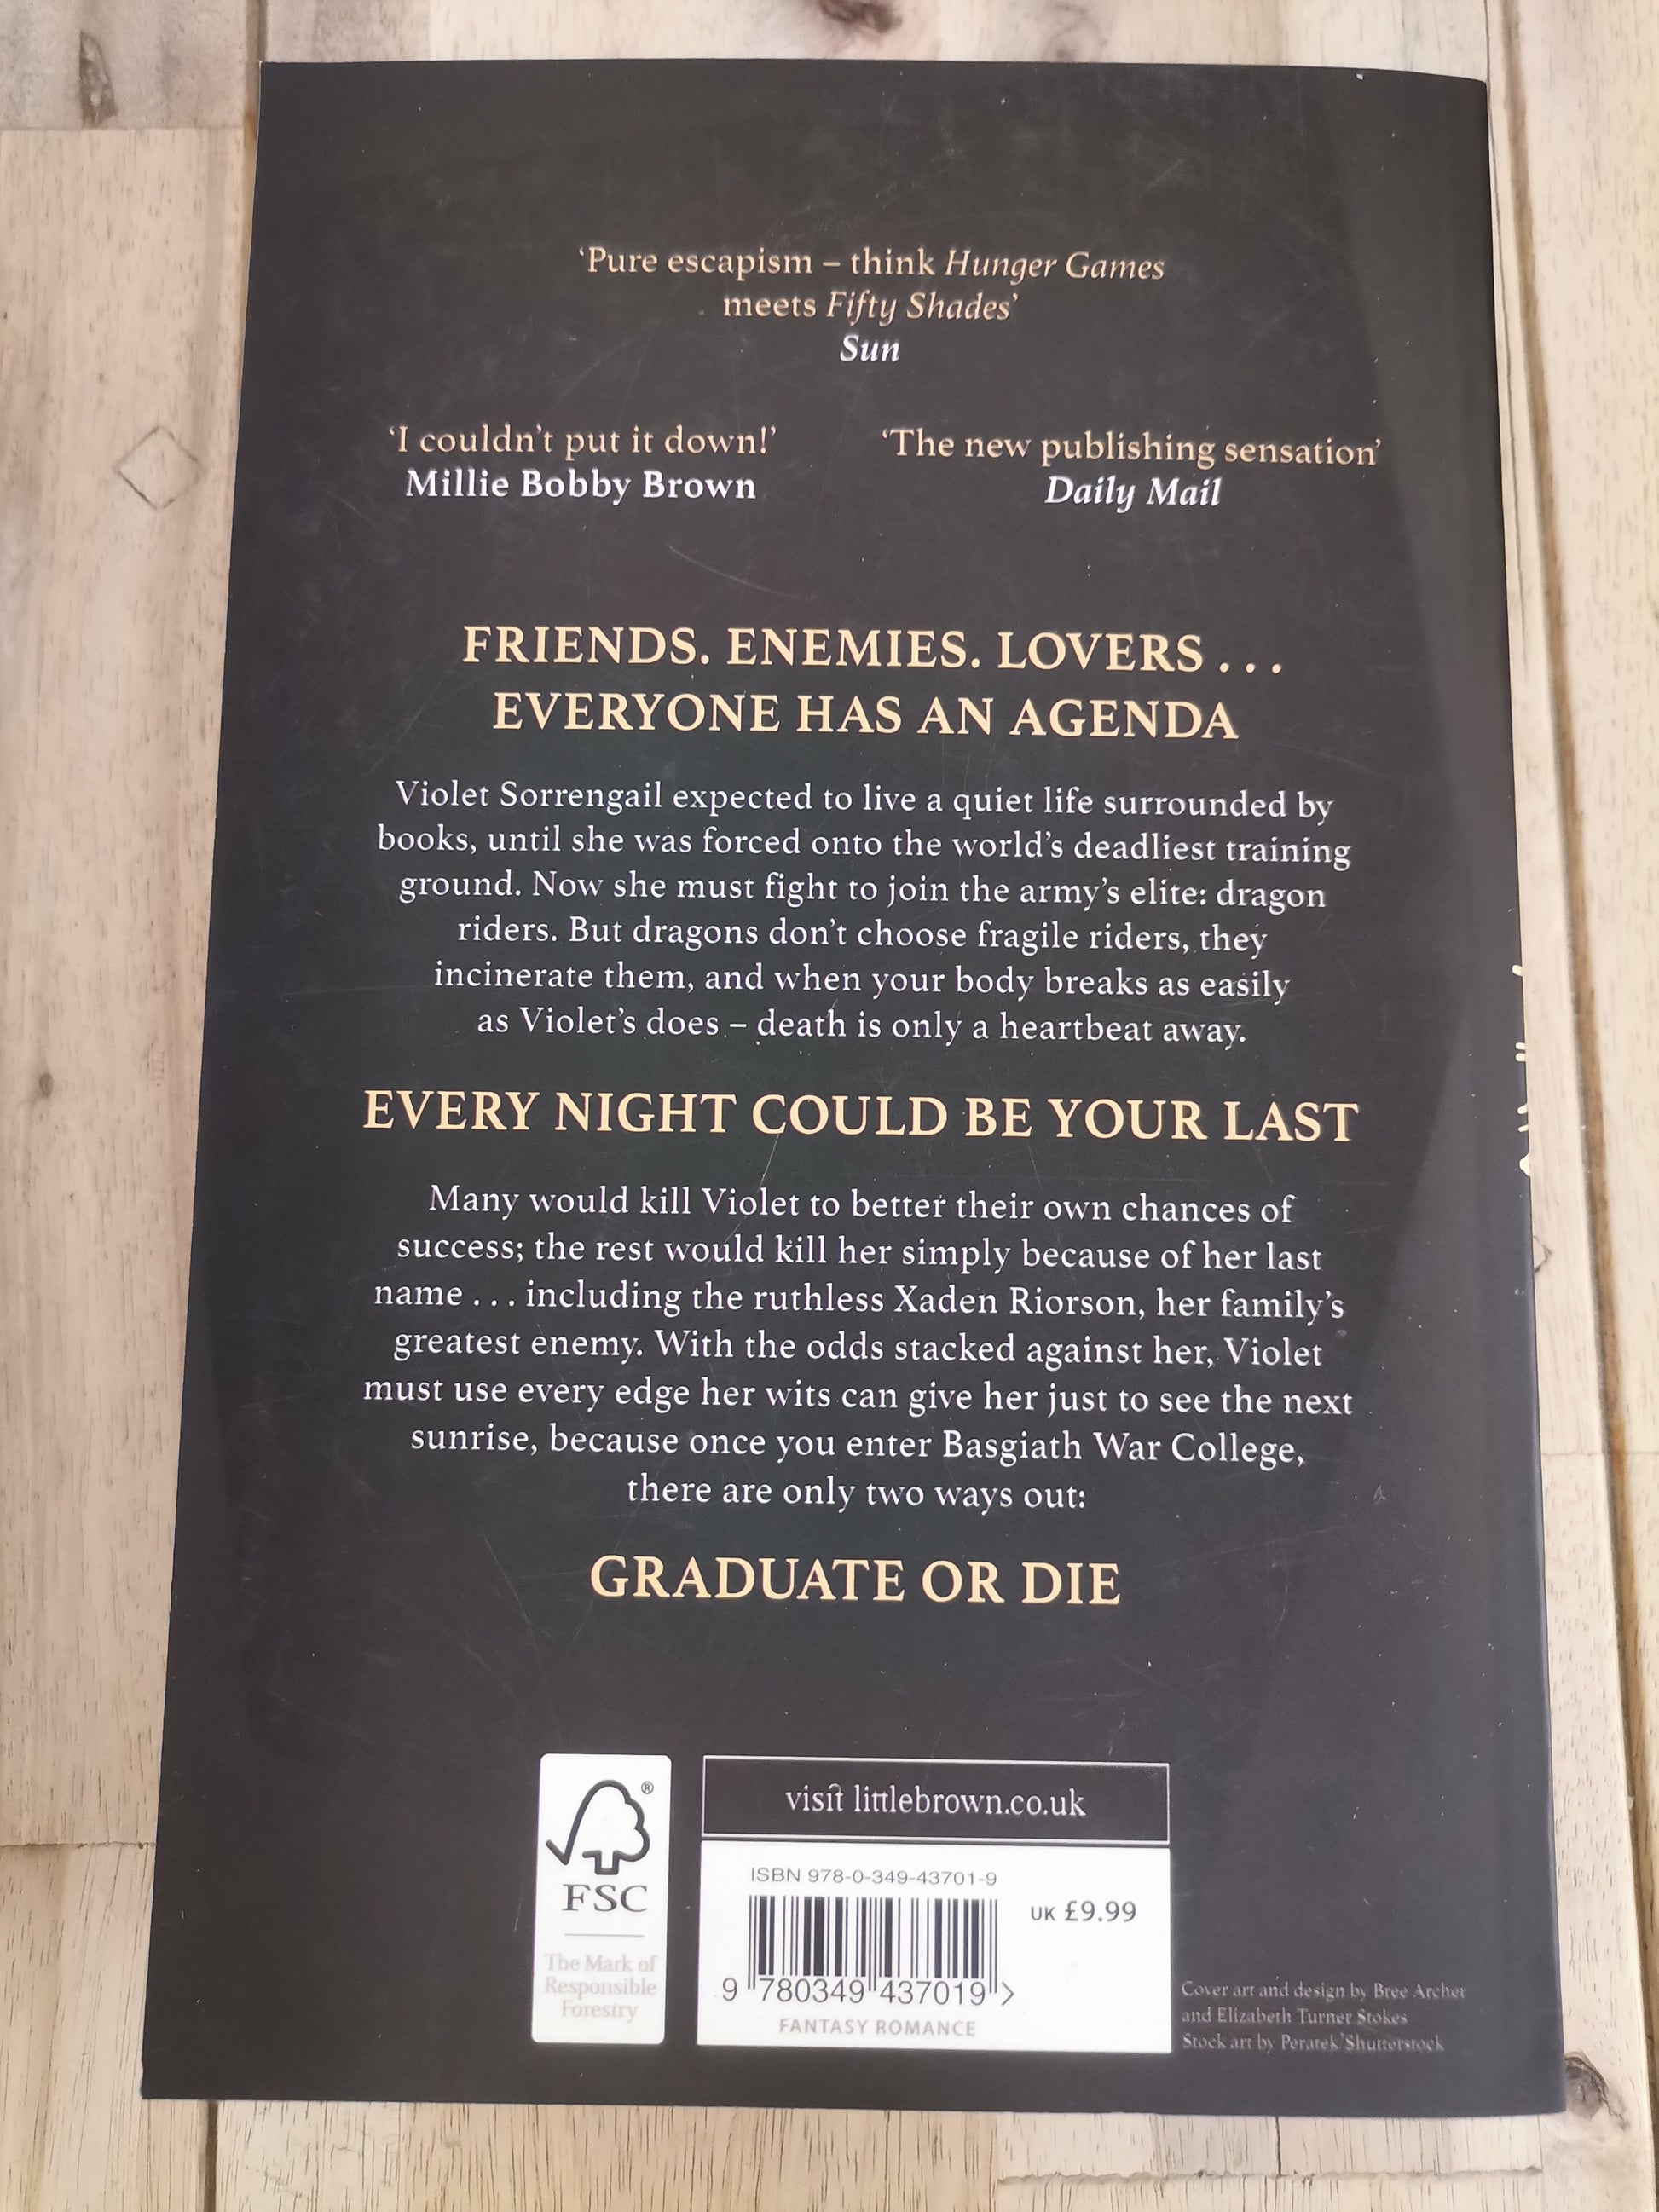 ‘Pure escapism – think Hunger Games
meets Fifty Shades’
Sun
‘I couldn’t put it down!’
Millie Bobby Brown
‘The new publishing sensation’
Daily Mail
FRIENDS. ENEMIES. LOVERS . . .
EVERYONE HAS AN AGENDA
Violet Sorrengail expected to live a quiet life surrounded by
books, until she was forced onto the world’s deadliest training
ground. Now she must fight to join the army’s elite: dragon
riders. But dragons don’t choose fragile riders, they
incinerate them, and when your body breaks as easily
as Violet’s does – death is only a heartbeat away.
EVERY NIGHT COULD BE YOUR LAST
Many would kill Violet to better their own chances of
success; the rest would kill her simply because of her last
name . . . including the ruthless Xaden Riorson, her family’s
greatest enemy. With the odds stacked against her, Violet
must use every edge her wits can give her just to see the next
sunrise, because once you enter Basgiath War College,
there are only two ways out:
GRADUATE OR DIE
®
FSC
The Mark of
Responsible
Forestry
visit littlebrown.co.uk
ISBN 978-0-349-43701-9
UK £9.99
9 780349 437019 >
FANTASY ROMANCE
Cover art and design by Bree Archer
and Elizabeth Turner Stokes
Stock art by Peratek/Shutterstock